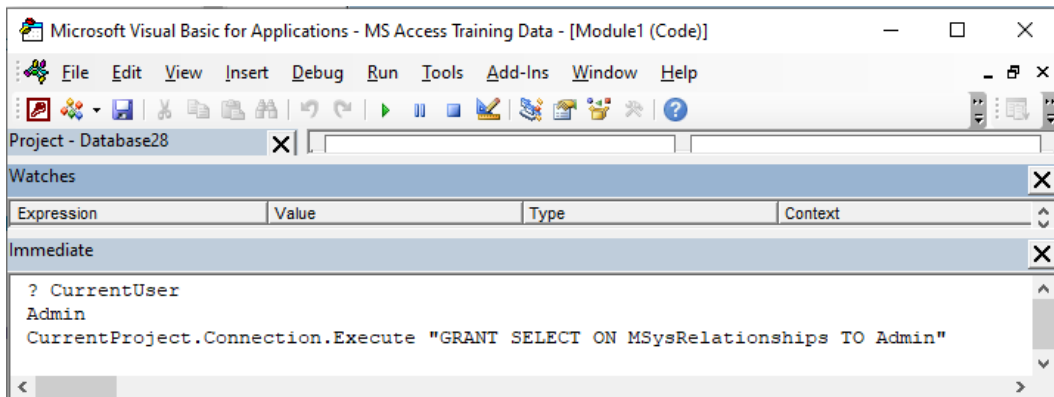 Microsoft Visual Basic for Applications - MS Access Training Data - [Module1 (Code)]
File Edit View Insert Debug Run Tools Add-Ins Window Help
Project - Database28
Watches
Expression Value Type Context
Immediate
? CurrentUser
Admin
CurrentProject.Connection.Execute "GRANT SELECT ON MSysRelationships TO Admin"